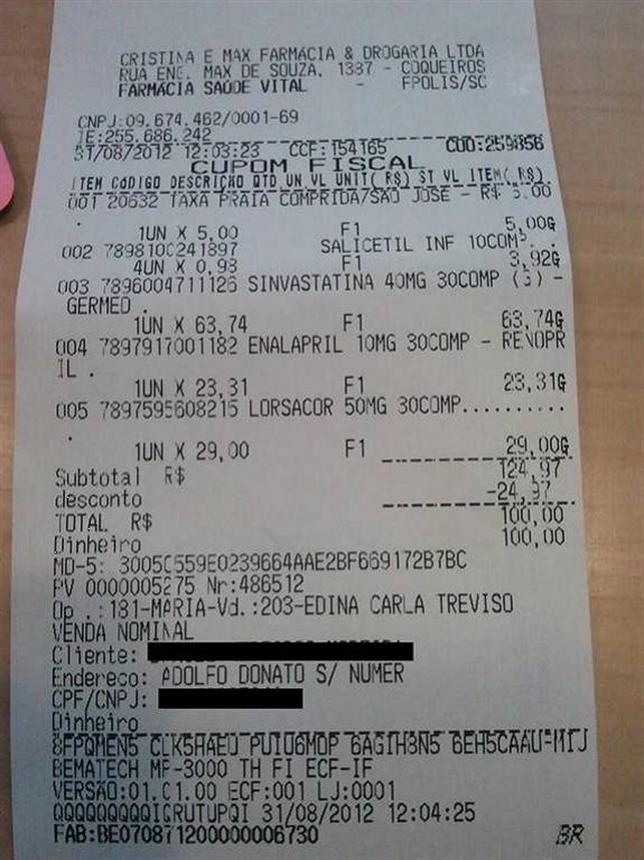 CRISTINA E MAX FARMÁCIA & DROGARIA LTDA
RUA ENG. MAX DE SOUZA, 1337 - COQUEIROS
FARMÁCIA SAÚDE VITAL - FPOLIS/SC
CNPJ:09.674.462/0001-69
IE:255.686.242
31/08/2012 12:03:23 CCF:154165 COO:259856
CUPOM FISCAL
ITEM CÓDIGO DESCRIÇÃO QTD UN VL UNIT( R$) ST VL ITEM( R$)
001 20632 TAXA PRAIA COMPRIDA/SAO JOSE - R$ 5.00
.
1UN X 5,00 F1 5,00G
002 7898100241897 SALICETIL INF 10COM
4UN X 0,98 F1 3,92G
003 7896004711126 SINVASTATINA 40MG 30COMP (G) -
GERMED .
1UN X 63,74 F1 63,74G
004 7897917001182 ENALAPRIL 10MG 30COMP - RENOPR
IL .
1UN X 23,31 F1 23,31G
005 7897595608215 LORSACOR 50MG 30COMP..........
.
1UN X 29,00 F1 29,00G
Subtotal R$ 124,97
desconto -24,97
TOTAL R$ 100,00
Dinheiro 100,00
MD-5: 3005C559E0239664AAE2BF669172B7BC
PV 0000005275 Nr:486512
Op .:181-MARIA-Vd.:203-EDINA CARLA TREVISO
VENDA NOMINAL
Cliente:
Endereco: ADOLFO DONATO S/ NUMER
CPF/CNPJ:
Dinheiro
BEMATECH MP-3000 TH FI ECF-IF
VERSÃO:01.01.00 ECF:001 LJ:0001
QQQQQQQQQIGRUTUPQI 31/08/2012 12:04:25
FAB:BE070871200000006730 BR